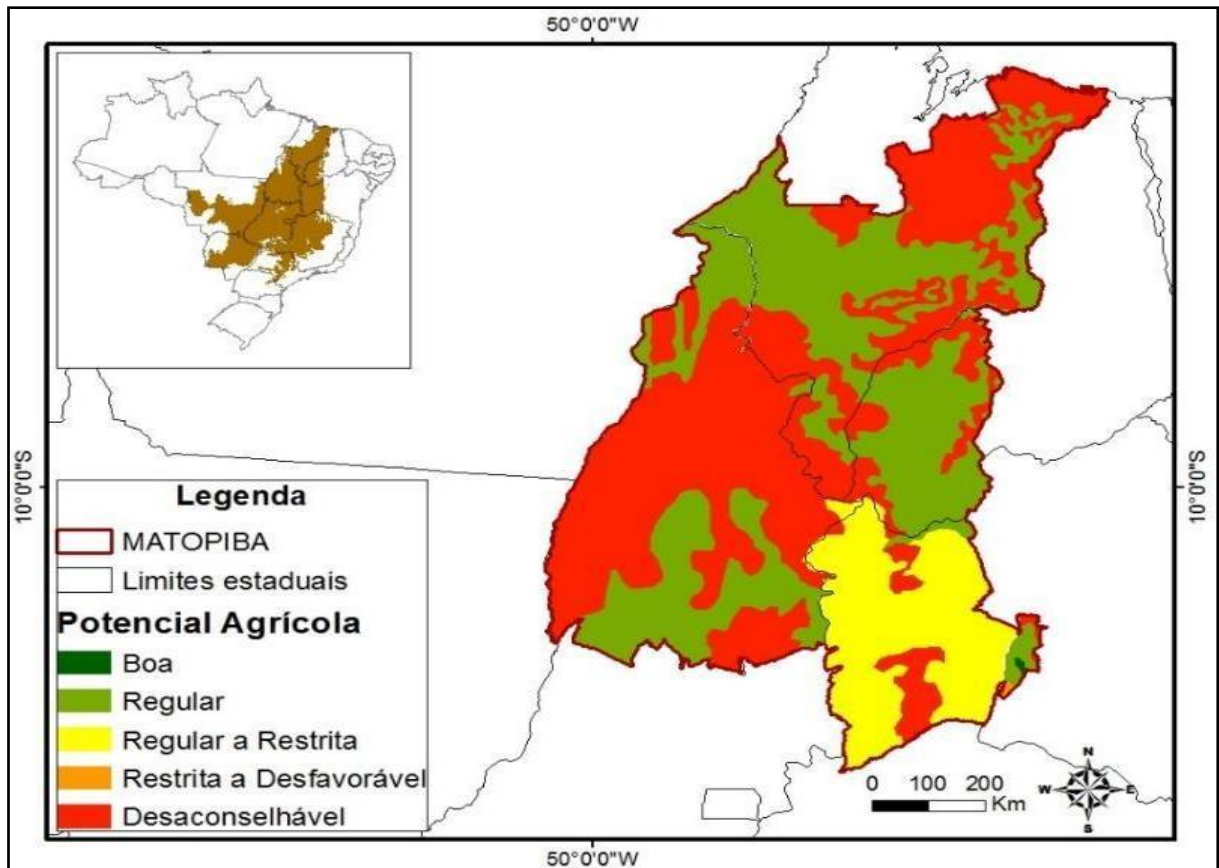 50°0'0"W
10°0'0"S
10°0'0"S
Legenda
MATOPIBA
Limites estaduais
Potencial Agrícola
Boa
Regular
Regular a Restrita
Restrita a Desfavorável
Desaconselhável
N
W E
S
0 100 200
Km
50°0'0"W